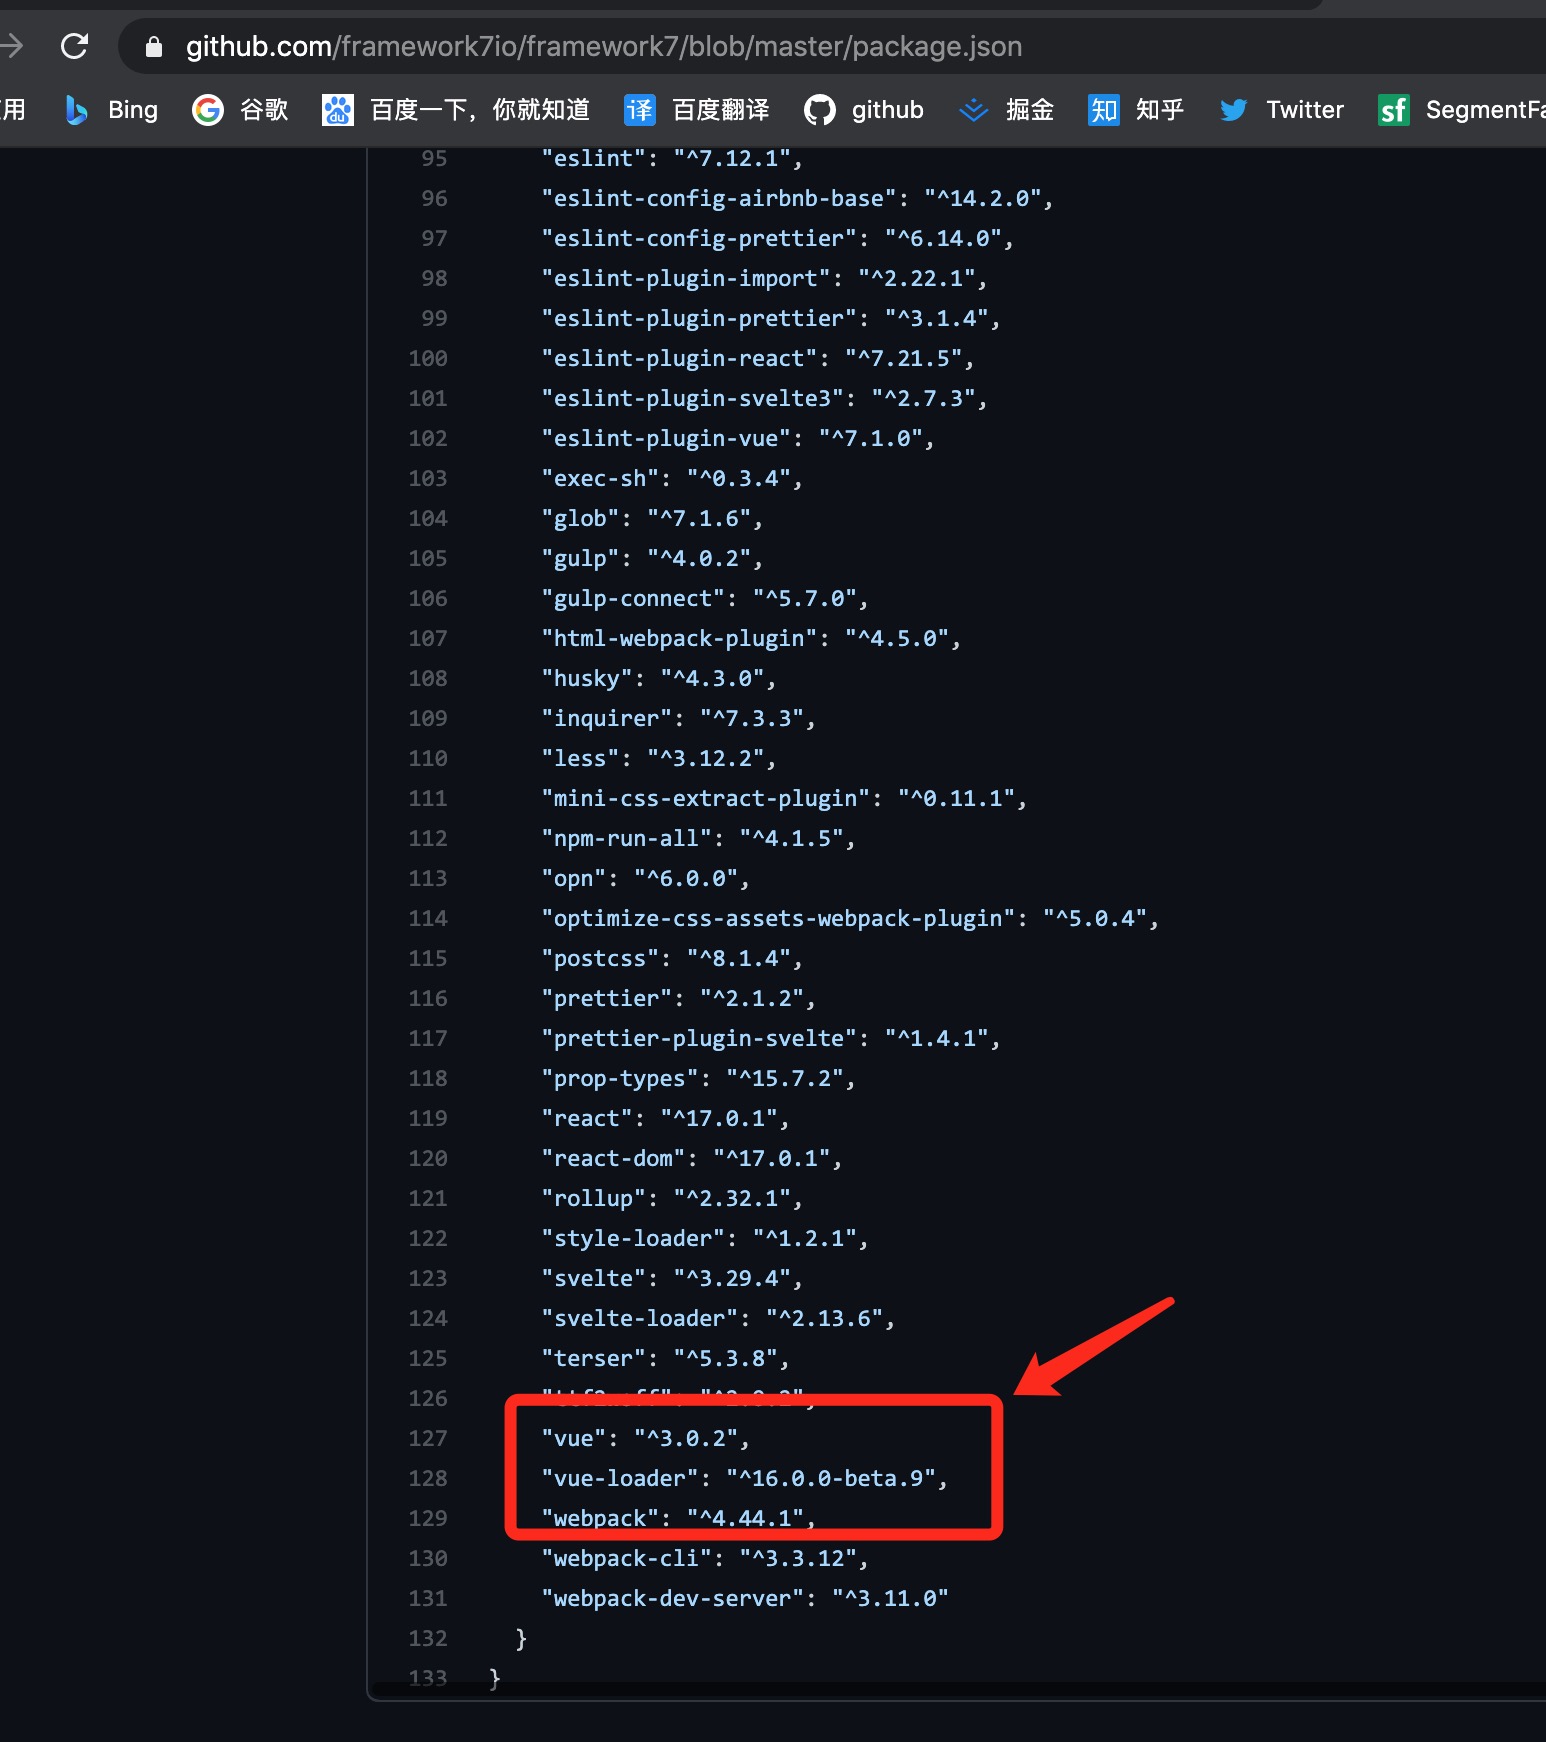 github.com/framework7io/framework7/blob/master/package.json
用 Bing 谷歌 百度一下，你就知道 百度翻译 github 掘金 知乎 Twitter SegmentFa
95 "eslint": "^7.12.1",
96 "eslint-config-airbnb-base": "^14.2.0",
97 "eslint-config-prettier": "^6.14.0",
98 "eslint-plugin-import": "^2.22.1",
99 "eslint-plugin-prettier": "^3.1.4",
100 "eslint-plugin-react": "^7.21.5",
101 "eslint-plugin-svelte3": "^2.7.3",
102 "eslint-plugin-vue": "^7.1.0",
103 "exec-sh": "^0.3.4",
104 "glob": "^7.1.6",
105 "gulp": "^4.0.2",
106 "gulp-connect": "^5.7.0",
107 "html-webpack-plugin": "^4.5.0",
108 "husky": "^4.3.0",
109 "inquirer": "^7.3.3",
110 "less": "^3.12.2",
111 "mini-css-extract-plugin": "^0.11.1",
112 "npm-run-all": "^4.1.5",
113 "opn": "^6.0.0",
114 "optimize-css-assets-webpack-plugin": "^5.0.4",
115 "postcss": "^8.1.4",
116 "prettier": "^2.1.2",
117 "prettier-plugin-svelte": "^1.4.1",
118 "prop-types": "^15.7.2",
119 "react": "^17.0.1",
120 "react-dom": "^17.0.1",
121 "rollup": "^2.32.1",
122 "style-loader": "^1.2.1",
123 "svelte": "^3.29.4",
124 "svelte-loader": "^2.13.6",
125 "terser": "^5.3.8",
126
127 "vue": "^3.0.2",
128 "vue-loader": "^16.0.0-beta.9",
129 "webpack": "^4.44.1",
130 "webpack-cli": "^3.3.12",
131 "webpack-dev-server": "^3.11.0"
132 }
133 }